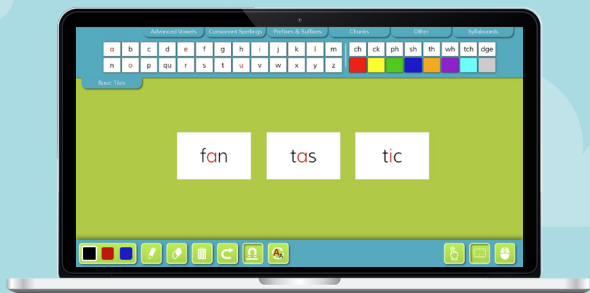 Advanced Vowels Consonant Spellings Prefixes & Suffixes Chunks Other Syllaboards
a b c d e f g h i j k l m ch ck ph sh th wh tch dge
n o p qu r s t u v w x y z
Basic Tiles
fan tas tic